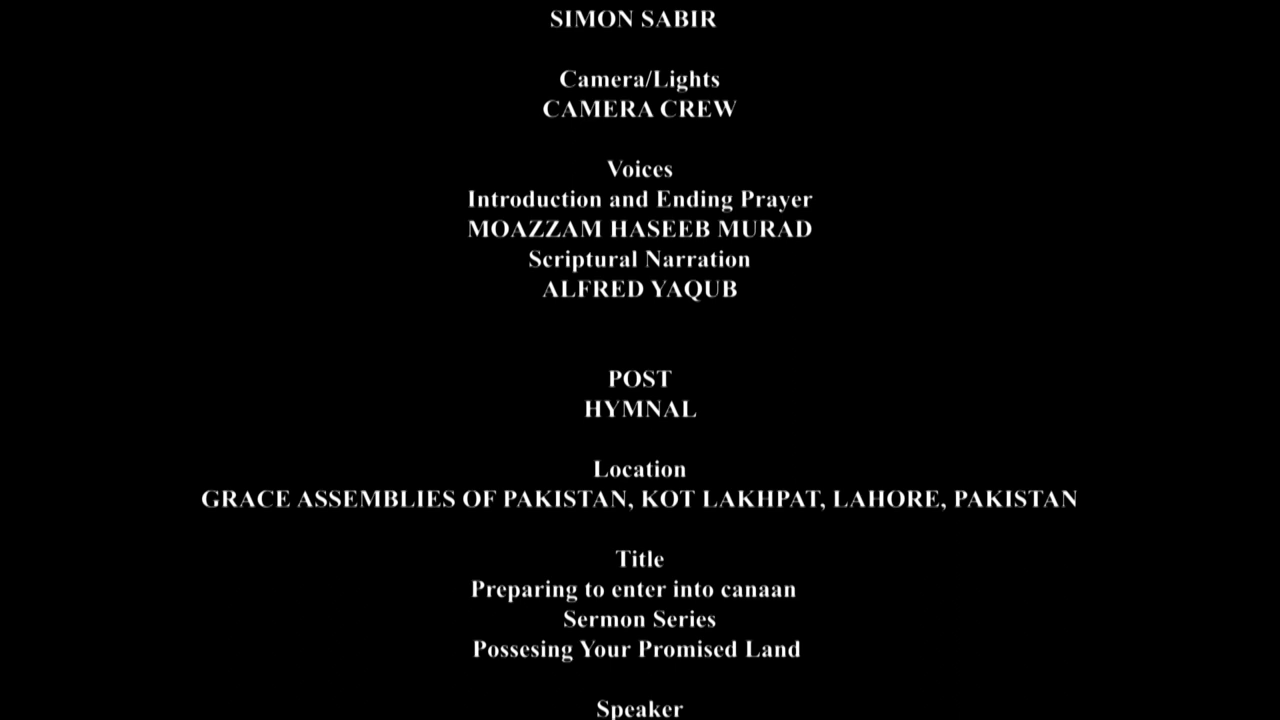 SIMON SABIR
Camera/Lights
CAMERA CREW
Voices
Introduction and Ending Prayer
MOAZZAM HASEEB MURAD
Scriptural Narration
ALFRED YAQUB
POST
HYMNAL
Location
GRACE ASSEMBLIES OF PAKISTAN, KOT LAKHPAT, LAHORE, PAKISTAN
Title
Preparing to enter into canaan
Sermon Series
Possesing Your Promised Land
Speaker